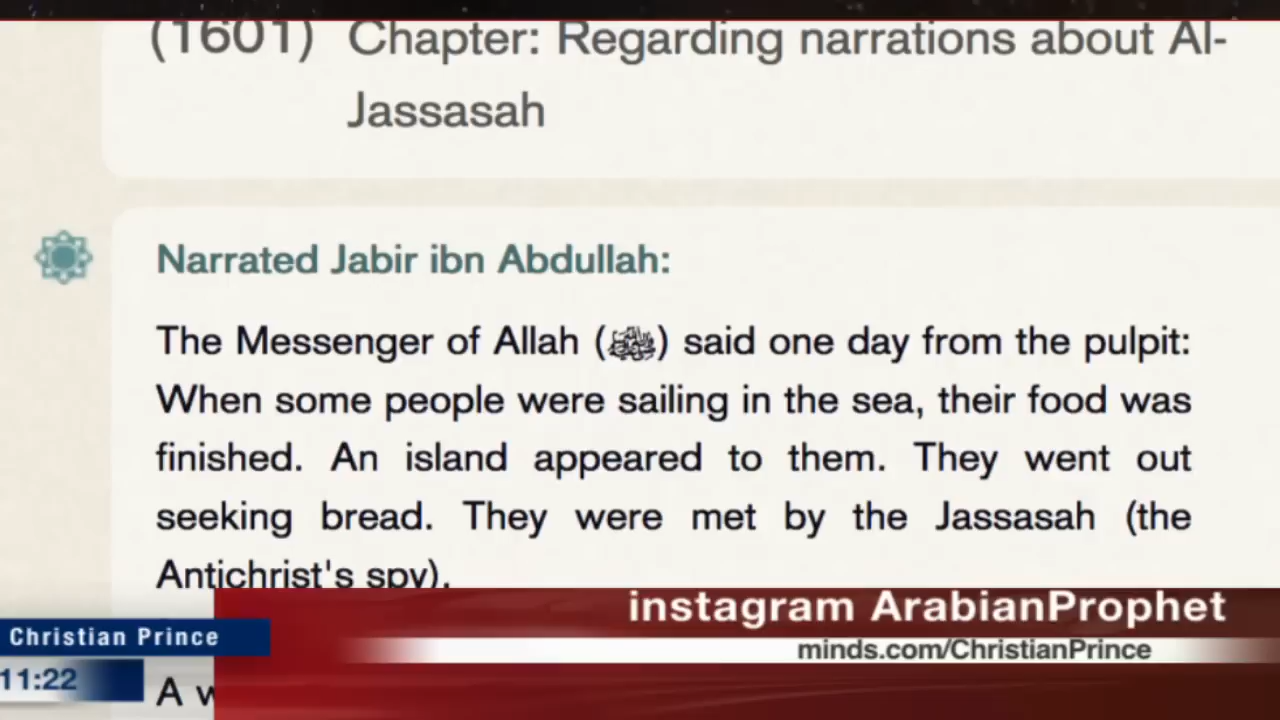 (1601) Chapter: Regarding narrations about Al-
Jassasah
Narrated Jabir ibn Abdullah:
The Messenger of Allah (ﷺ) said one day from the pulpit:
When some people were sailing in the sea, their food was
finished. An island appeared to them. They went out
seeking bread. They were met by the Jassasah (the
Antichrist's spy).
instagram ArabianProphet
Christian Prince
minds.com/ChristianPrince
11:22
A